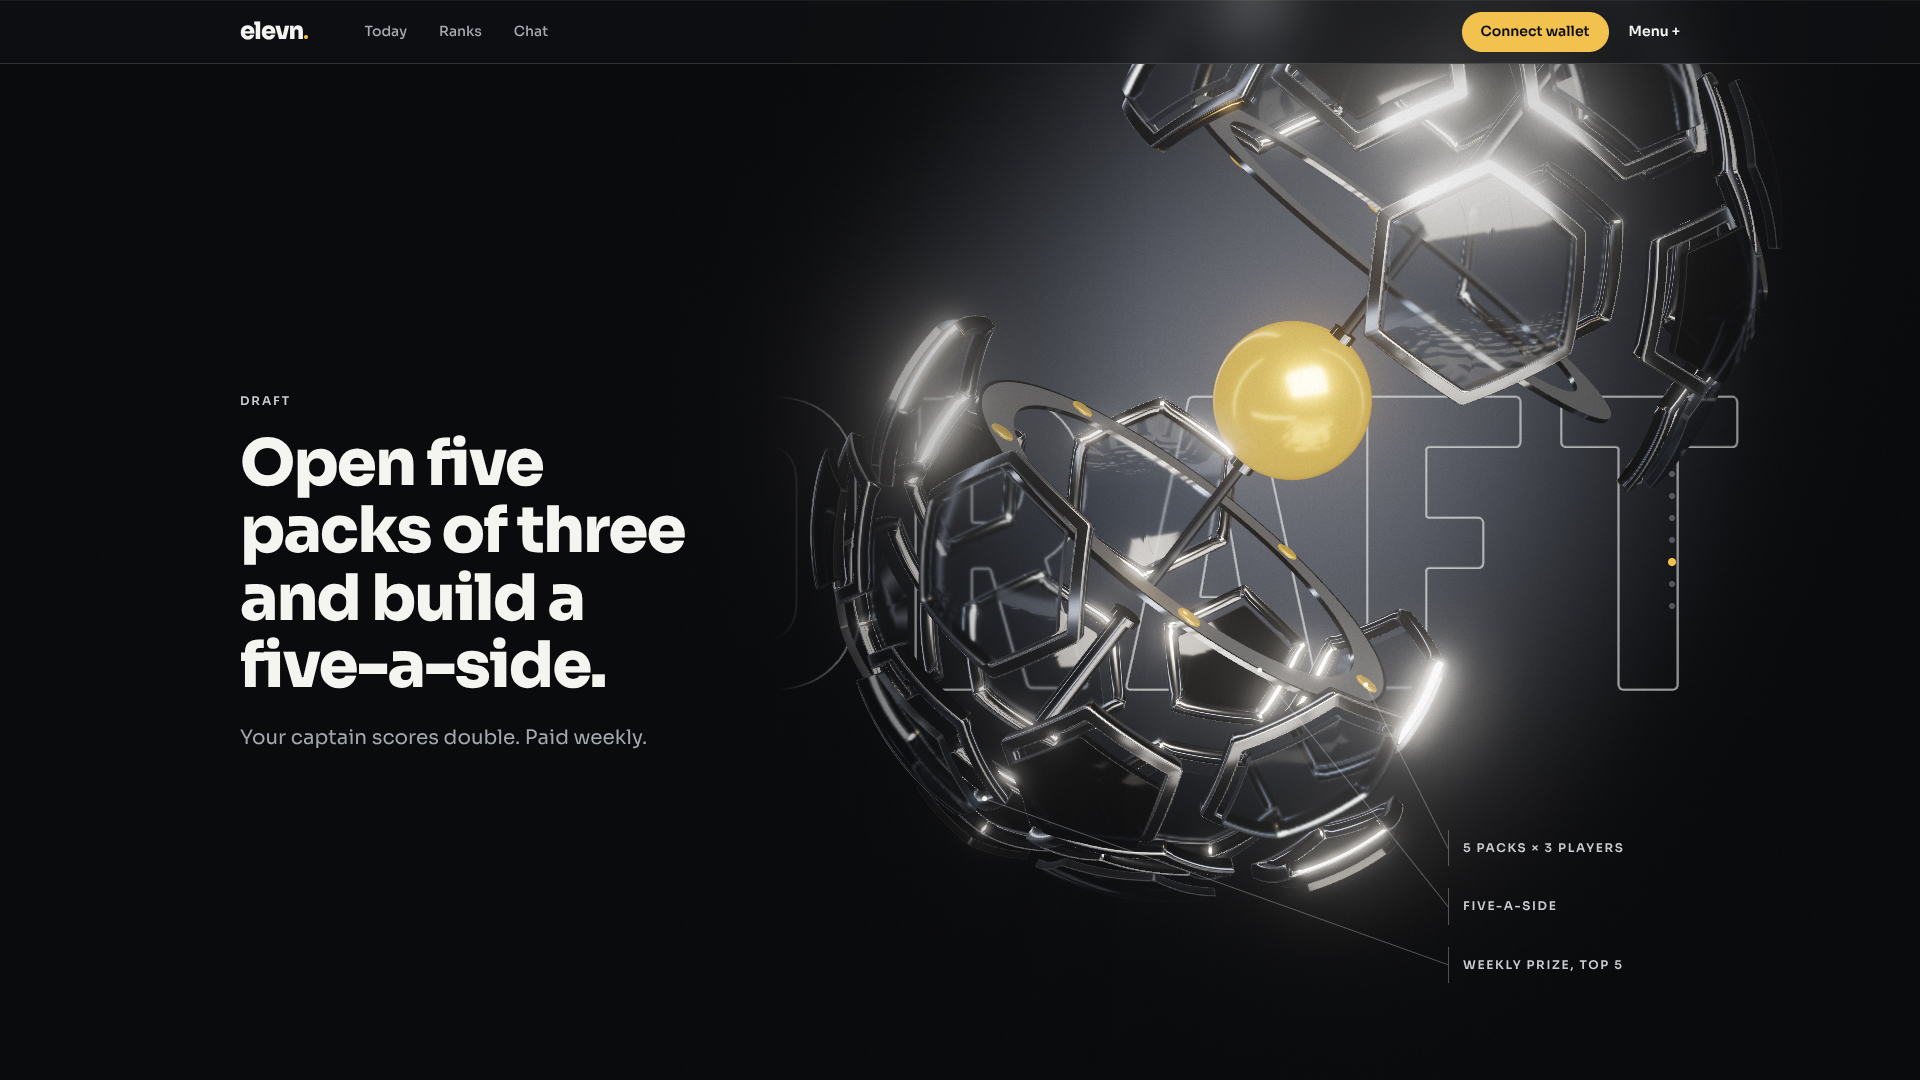 elevn.
Today
Ranks
Chat
Connect wallet
Menu +
DRAFT
Open five
packs of three
and build a
five-a-side.
Your captain scores double. Paid weekly.
DRAFT
5 PACKS × 3 PLAYERS
FIVE-A-SIDE
WEEKLY PRIZE, TOP 5